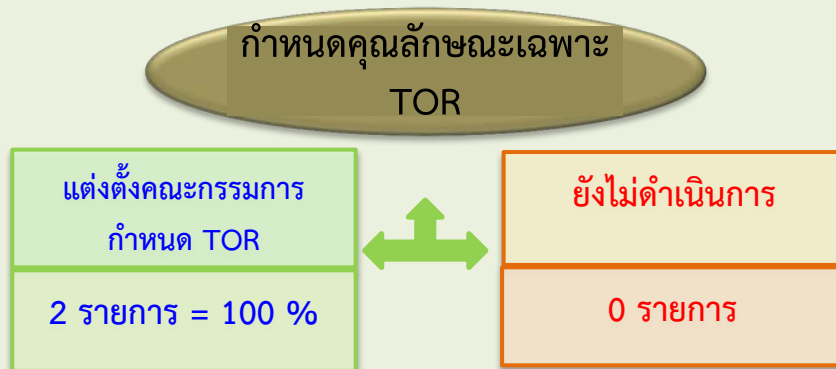 กำหนดคุณลักษณะเฉพาะ
TOR
แต่งตั้งคณะกรรมการ
กำหนด TOR
ยังไม่ดำเนินการ
2 รายการ = 100 %
0 รายการ